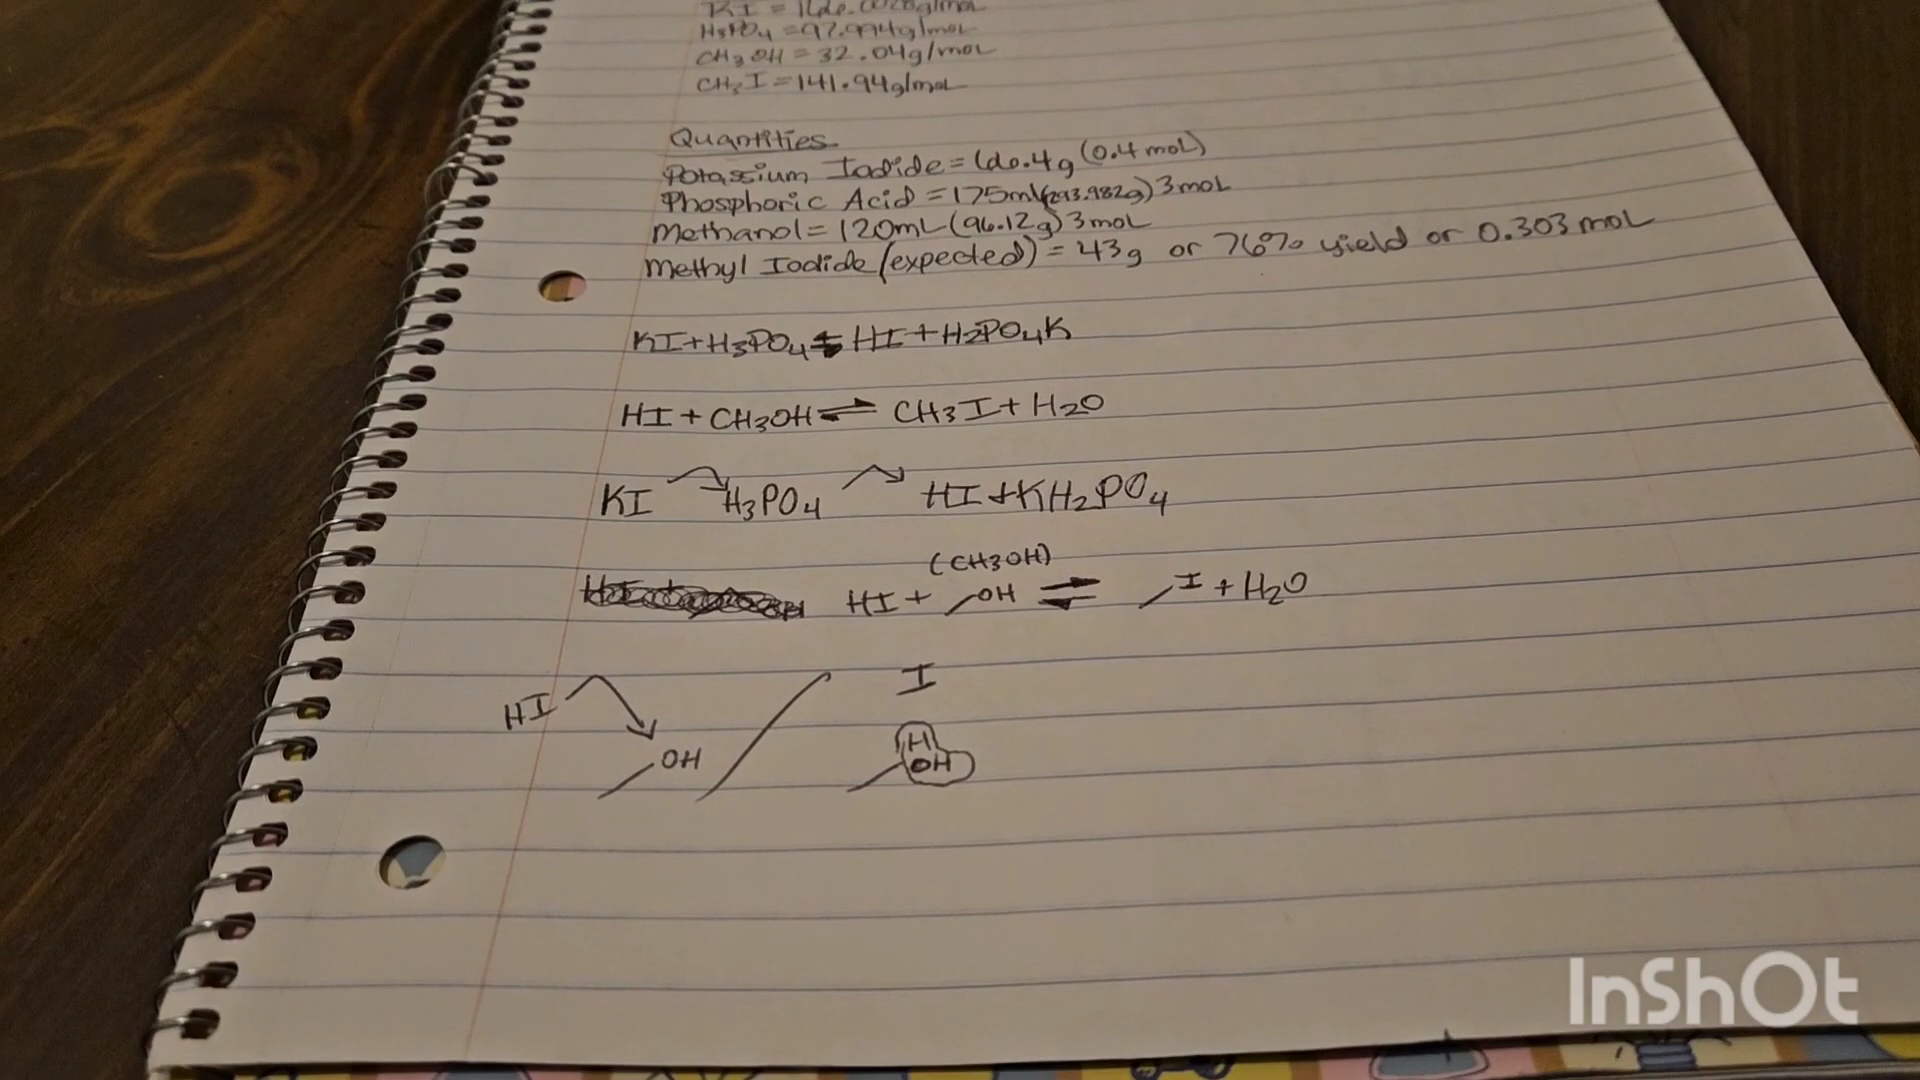 KI = 166.0028g/mol
H3PO4 = 97.994g/mol
CH3OH = 32.04g/mol
CH3I = 141.94g/mol
Quantities
Potassium Iodide = 66.4g (0.4 mol)
Phosphoric Acid = 175ml (293.982g) 3mol
Methanol = 120mL (96.12g) 3mol
Methyl Iodide (expected) = 43g or 76% yield or 0.303 mol
KI + H3PO4 ⇌ HI + H2PO4K
HI + CH3OH ⇌ CH3I + H2O
KI H3PO4 HI + KH2PO4
(CH3OH)
HI + OH ⇌ I + H2O
HI I
H
OH OH
InShOt